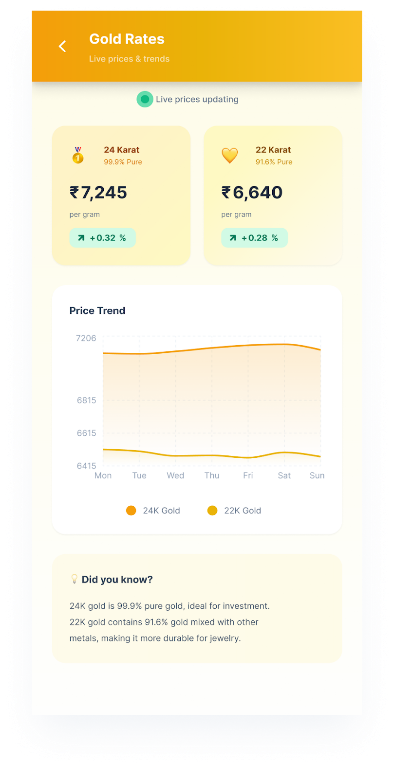 Gold Rates
Live prices & trends
Live prices updating
24 Karat
99.9% Pure
₹7,245
per gram
+0.32 %
22 Karat
91.6% Pure
₹6,640
per gram
+0.28 %
Price Trend
7206
6815
6615
6415
Mon Tue Wed Thu Fri Sat Sun
24K Gold 22K Gold
Did you know?
24K gold is 99.9% pure gold, ideal for investment.
22K gold contains 91.6% gold mixed with other
metals, making it more durable for jewelry.